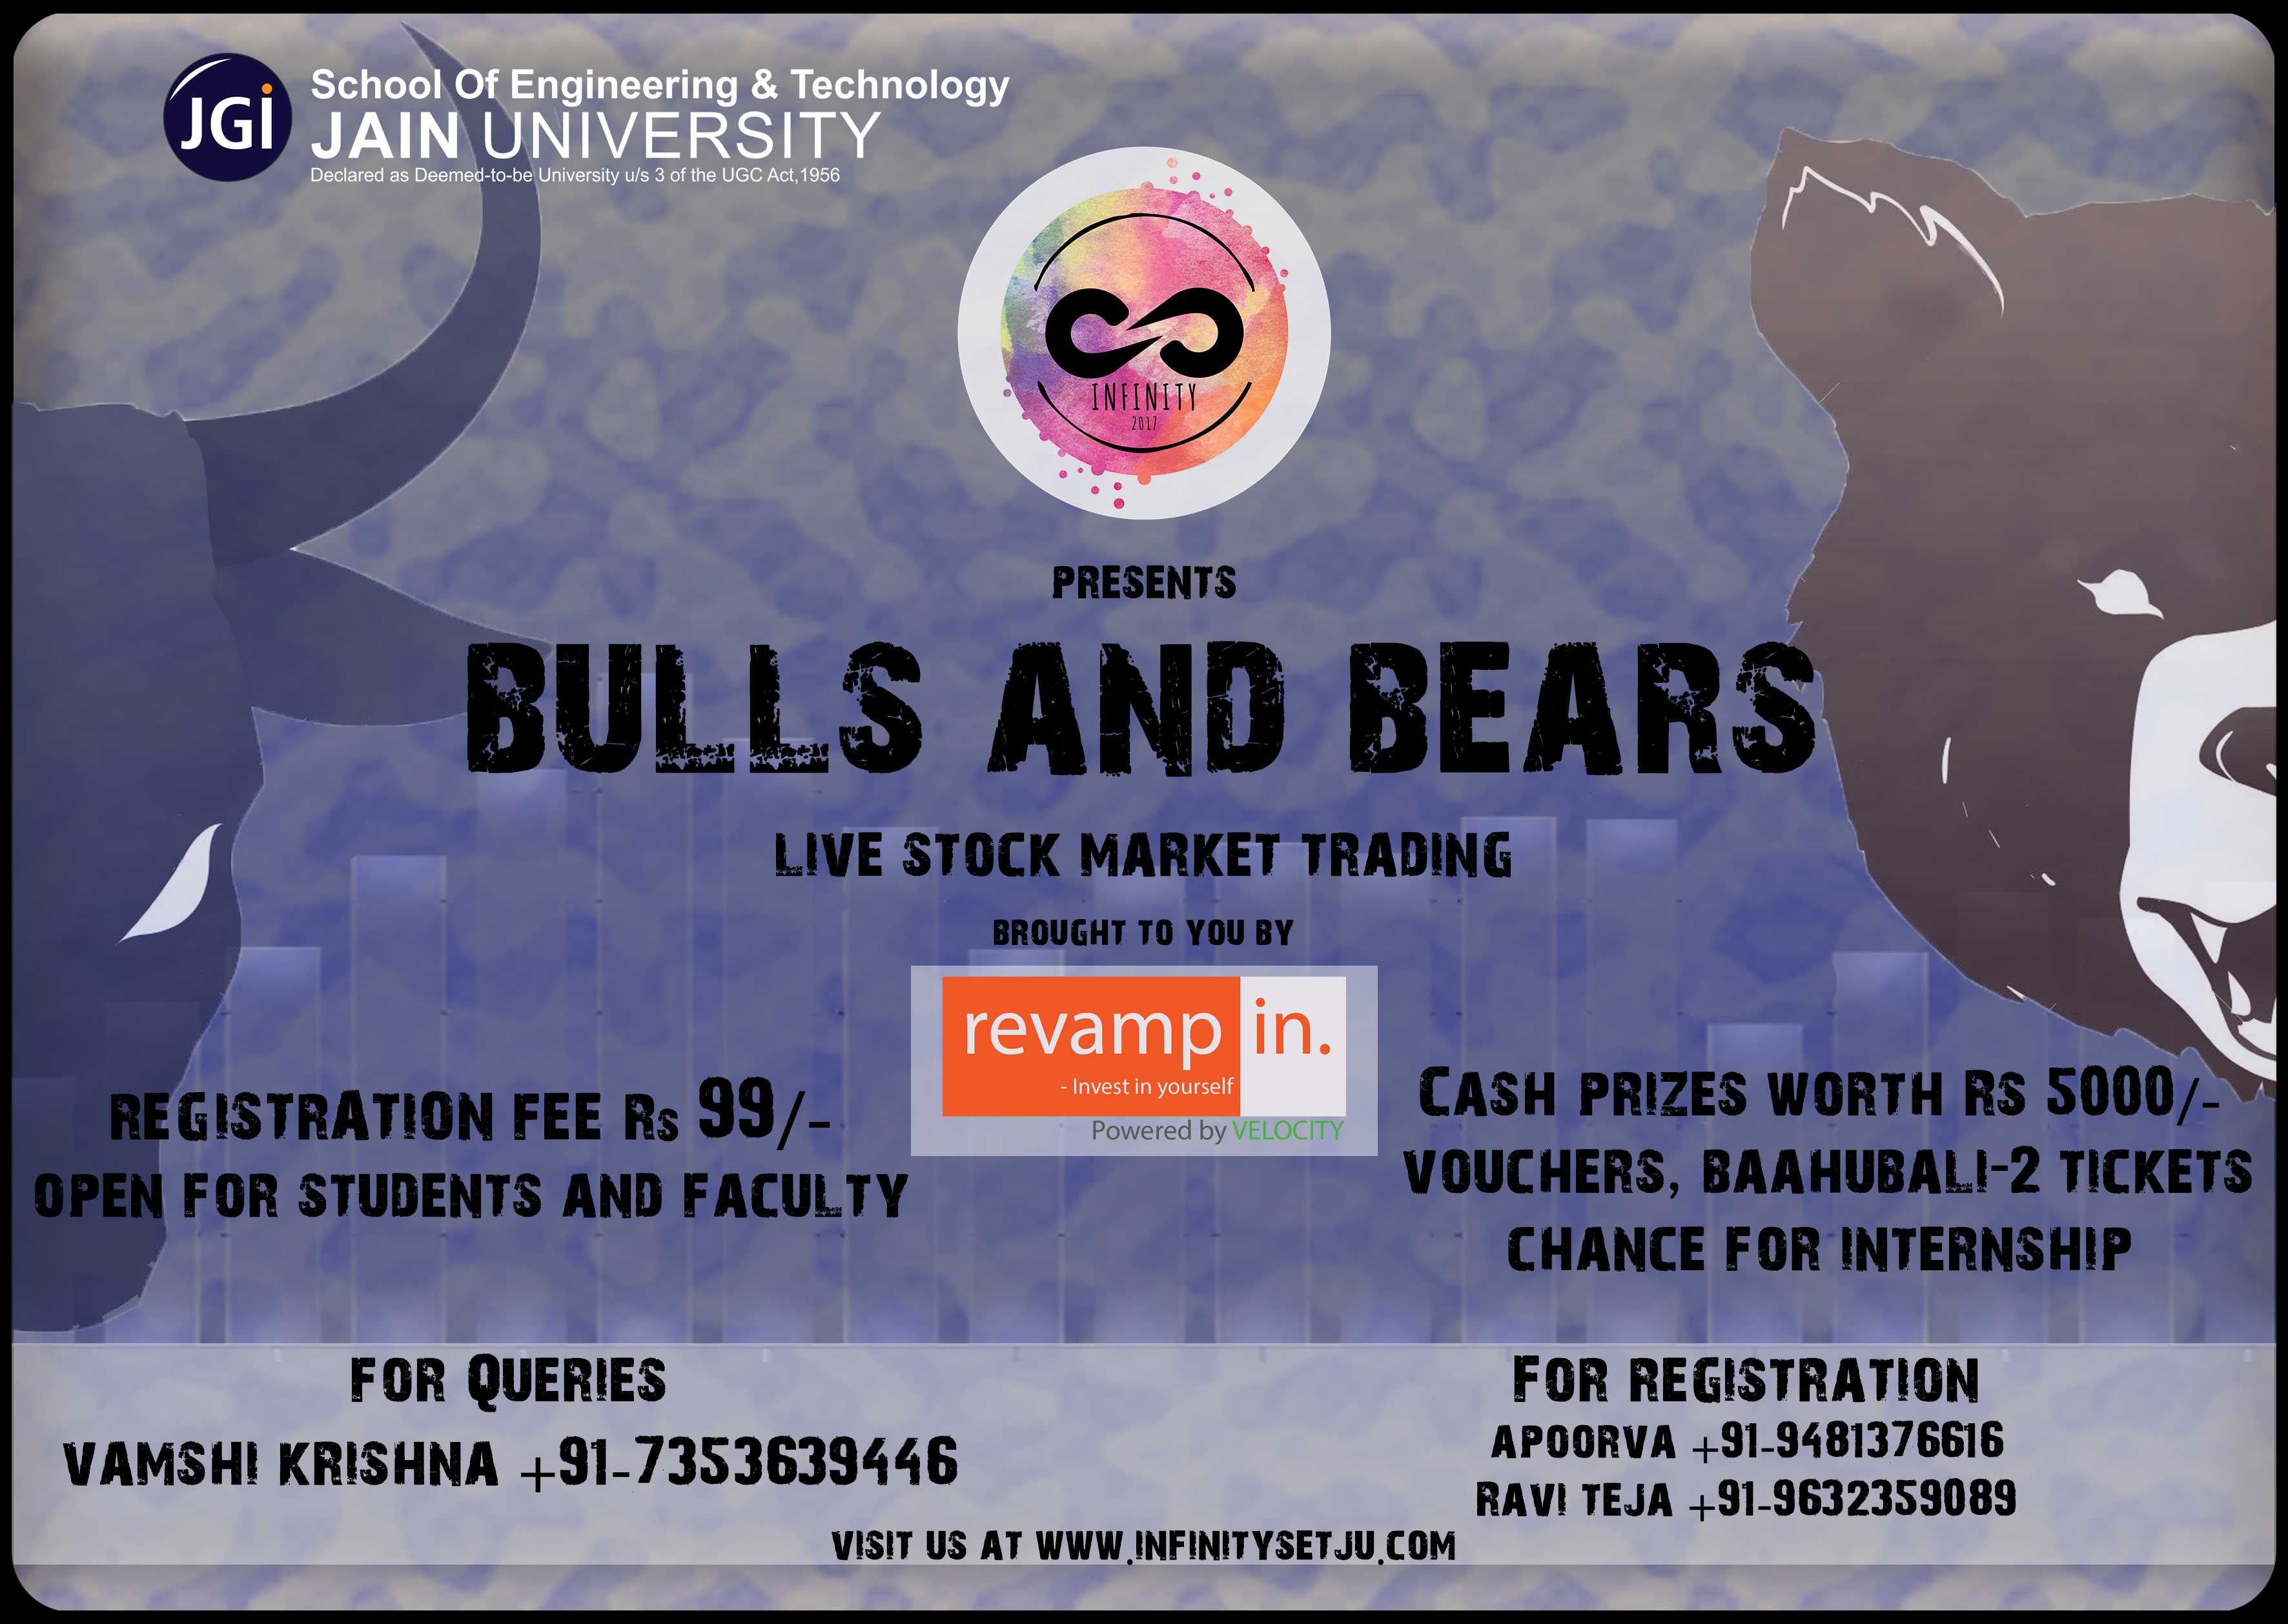 JGi
School Of Engineering & Technology
JAIN UNIVERSITY
Declared as Deemed-to-be University u/s 3 of the UGC Act,1956
INFINITY
2017
PRESENTS
BULLS AND BEARS
LIVE STOCK MARKET TRADING
BROUGHT TO YOU BY
revamp in.
- Invest in yourself
Powered by VELOCITY
REGISTRATION FEE Rs 99/-
OPEN FOR STUDENTS AND FACULTY
CASH PRIZES WORTH RS 5000/-
VOUCHERS, BAAHUBALI-2 TICKETS
CHANCE FOR INTERNSHIP
FOR QUERIES
VAMSHI KRISHNA +91-7353639446
FOR REGISTRATION
APOORVA +91-9481376616
RAVI TEJA +91-9632359089
VISIT US AT WWW.INFINITYSETJU.COM